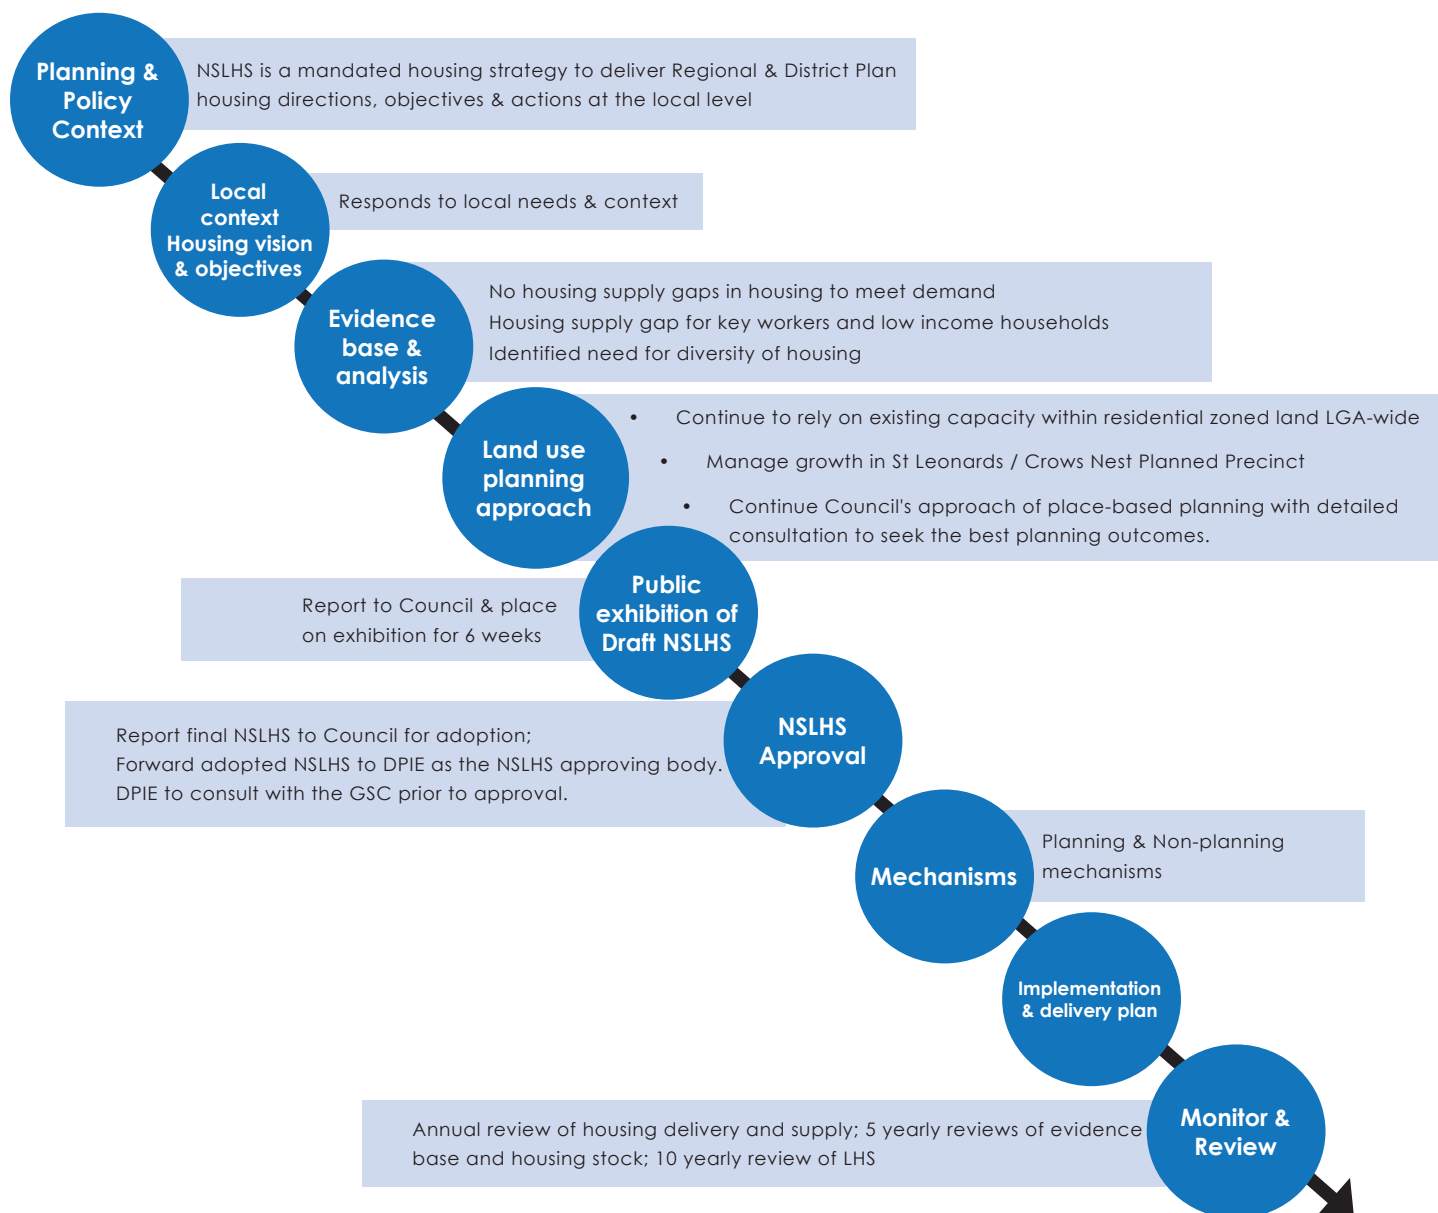 Planning &
Policy
Context
NSLHS is a mandated housing strategy to deliver Regional & District Plan
housing directions, objectives & actions at the local level
Local
context
Housing vision
& objectives
Responds to local needs & context
Evidence
base &
analysis
No housing supply gaps in housing to meet demand
Housing supply gap for key workers and low income households
Identified need for diversity of housing
Land use
planning
approach
• Continue to rely on existing capacity within residential zoned land LGA-wide
• Manage growth in St Leonards / Crows Nest Planned Precinct
• Continue Council's approach of place-based planning with detailed
consultation to seek the best planning outcomes.
Public
exhibition of
Draft NSLHS
Report to Council & place
on exhibition for 6 weeks
NSLHS
Approval
Report final NSLHS to Council for adoption;
Forward adopted NSLHS to DPIE as the NSLHS approving body.
DPIE to consult with the GSC prior to approval.
Mechanisms
Planning & Non-planning
mechanisms
Implementation
& delivery plan
Monitor &
Review
Annual review of housing delivery and supply; 5 yearly reviews of evidence
base and housing stock; 10 yearly review of LHS